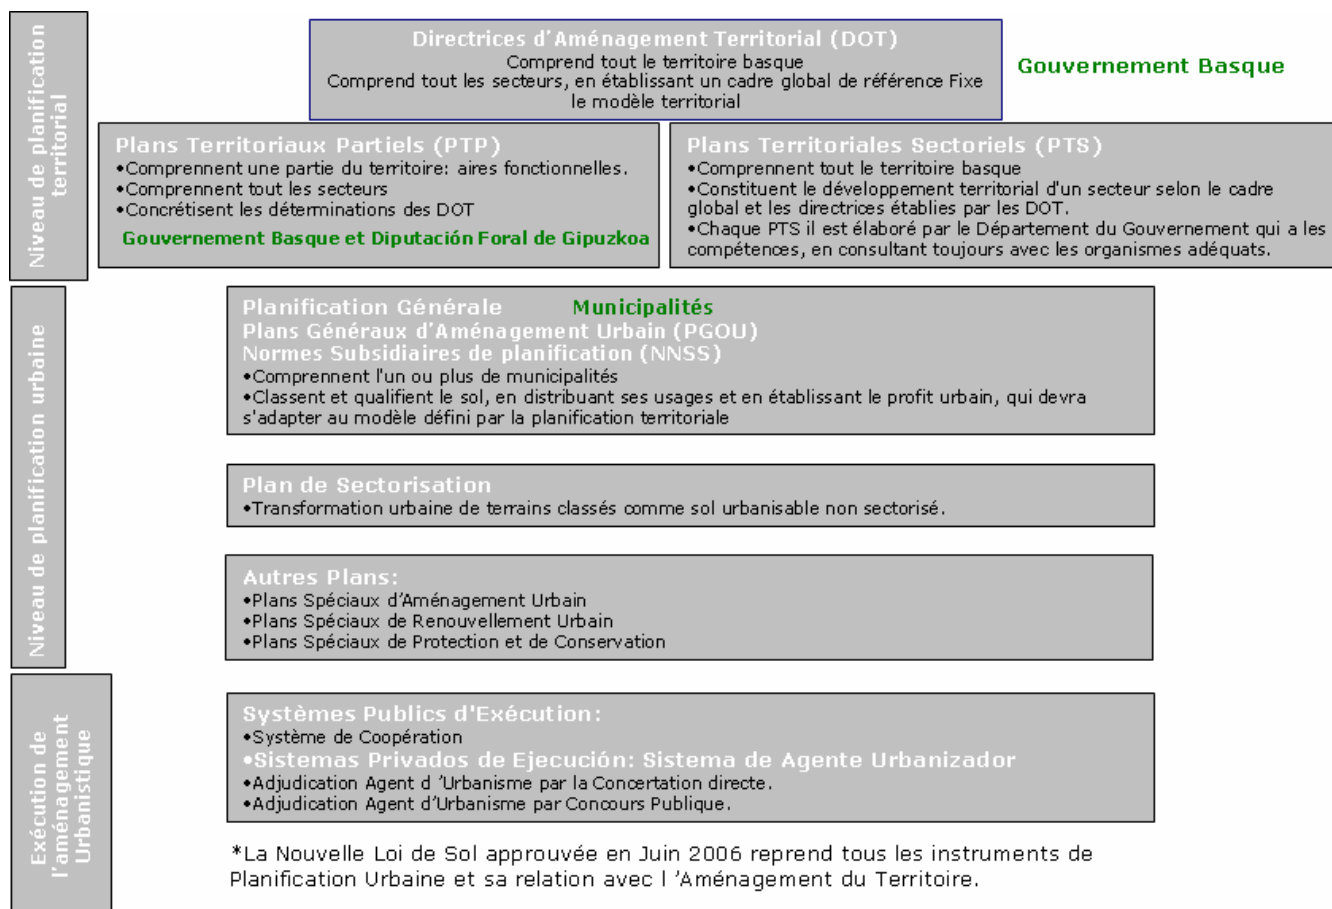 Niveau de planification
territorial
Directrices d'Aménagement Territorial (DOT)
Comprend tout le territoire basque
Comprend tout les secteurs, en établissant un cadre global de référence Fixe
le modèle territorial
Gouvernement Basque
Plans Territoriaux Partiels (PTP)
•Comprennent une partie du territoire: aires fonctionnelles.
•Comprennent tout les secteurs
•Concrétisent les déterminations des DOT
Gouvernement Basque et Diputación Foral de Gipuzkoa
Plans Territoriales Sectoriels (PTS)
•Comprennent tout le territoire basque
•Constituent le développement territorial d'un secteur selon le cadre
global et les directrices établies par les DOT.
•Chaque PTS il est élaboré par le Département du Gouvernement qui a les
compétences, en consultant toujours avec les organismes adéquats.
Niveau de planification urbaine
Planification Générale Municipalités
Plans Généraux d'Aménagement Urbain (PGOU)
Normes Subsidiaires de planification (NNSS)
•Comprennent l'un ou plus de municipalités
•Classent et qualifient le sol, en distribuant ses usages et en établissant le profit urbain, qui devra
s'adapter au modèle défini par la planification territoriale
Plan de Sectorisation
•Transformation urbaine de terrains classés comme sol urbanisable non sectorisé.
Autres Plans:
•Plans Spéciaux d'Aménagement Urbain
•Plans Spéciaux de Renouvellement Urbain
•Plans Spéciaux de Protection et de Conservation
Exécution de
l'aménagement
Urbanistique
Systèmes Publics d'Exécution:
•Système de Coopération
•Sistemas Privados de Ejecución: Sistema de Agente Urbanizador
•Adjudication Agent d 'Urbanisme par la Concertation directe.
•Adjudication Agent d'Urbanisme par Concours Publique.
*La Nouvelle Loi de Sol approuvée en Juin 2006 reprend tous les instruments de
Planification Urbaine et sa relation avec l 'Aménagement du Territoire.